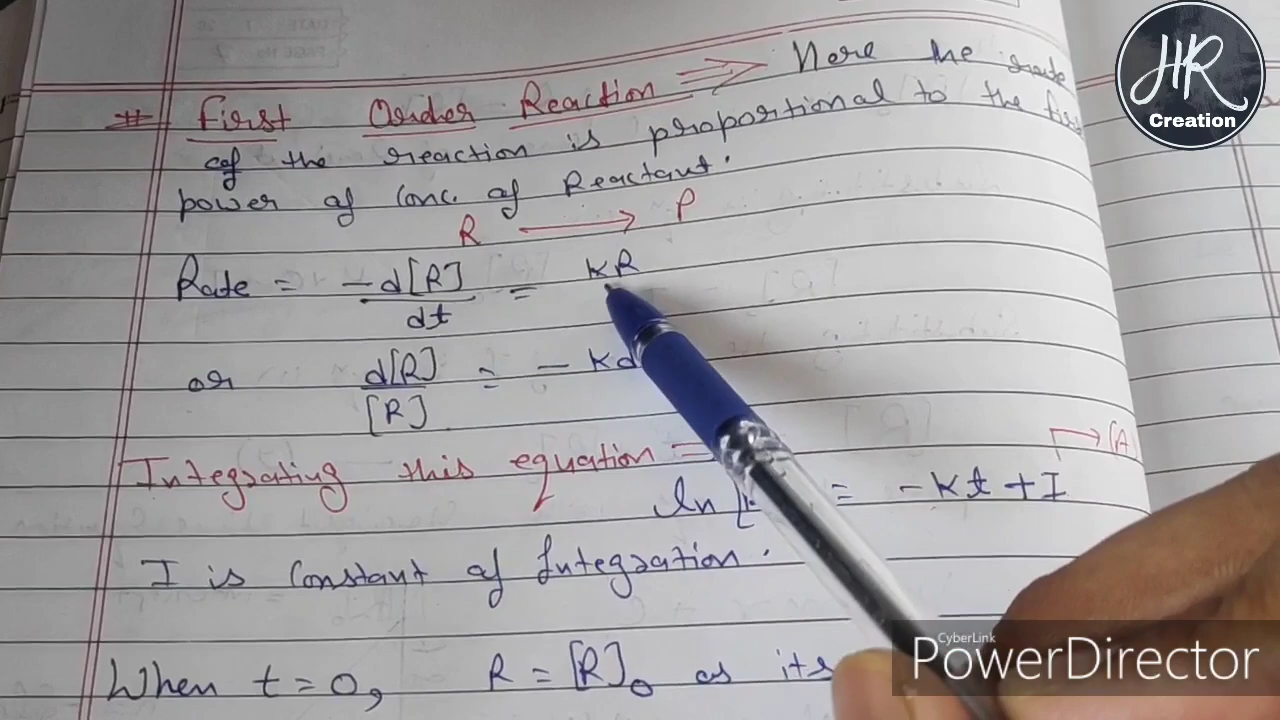 # First Order Reaction ⇒ Here the rate
of the reaction is proportional to the first
power of Conc. of Reactant.
R → P
Rate = -d[R]/dt = KR
or d[R]/[R] = - Kd
Integrating this equation =
→ (A
ln [ = -Kt + I
I is Constant of Integration.
When t = 0, R = [R]₀ as its
HR
Creation
CyberLink
PowerDirector